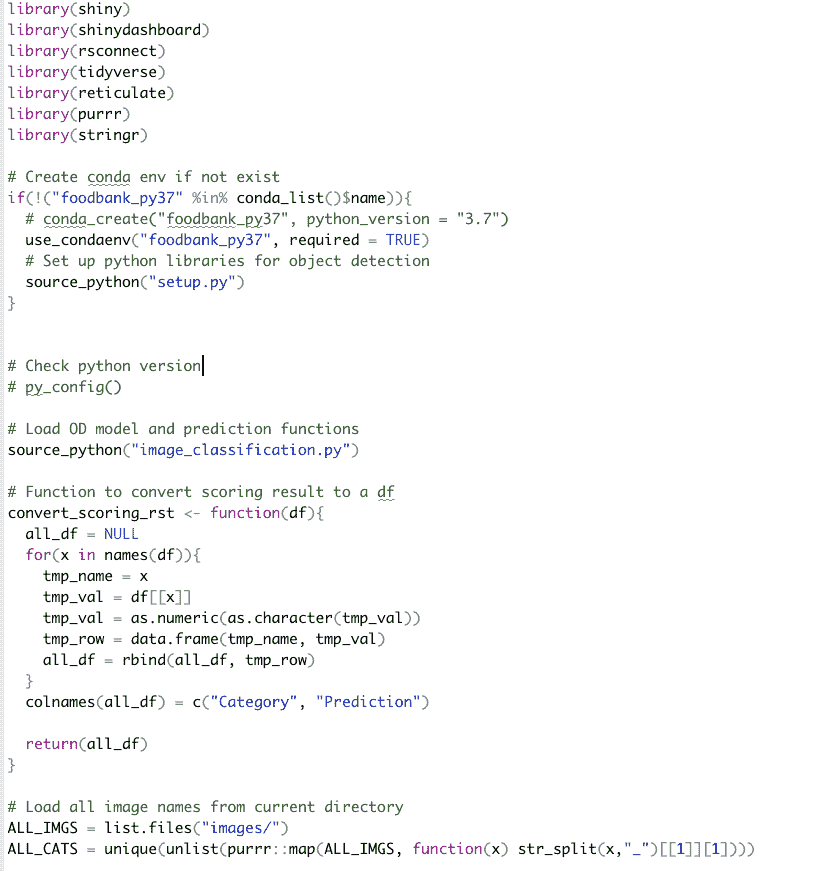 library(shiny)
library(shinydashboard)
library(rsconnect)
library(tidyverse)
library(reticulate)
library(purrr)
library(stringr)

# Create conda env if not exist
if(!("foodbank_py37" %in% conda_list()$name)){
  # conda_create("foodbank_py37", python_version = "3.7")
  use_condaenv("foodbank_py37", required = TRUE)
  # Set up python libraries for object detection
  source_python("setup.py")
}


# Check python version
# py_config()

# Load OD model and prediction functions
source_python("image_classification.py")

# Function to convert scoring result to a df
convert_scoring_rst <- function(df){
  all_df = NULL
  for(x in names(df)){
    tmp_name = x
    tmp_val = df[[x]]
    tmp_val = as.numeric(as.character(tmp_val))
    tmp_row = data.frame(tmp_name, tmp_val)
    all_df = rbind(all_df, tmp_row)
  }
  colnames(all_df) = c("Category", "Prediction")

  return(all_df)
}

# Load all image names from current directory
ALL_IMGS = list.files("images/")
ALL_CATS = unique(unlist(purrr::map(ALL_IMGS, function(x) str_split(x,"_")[[1]][1])))